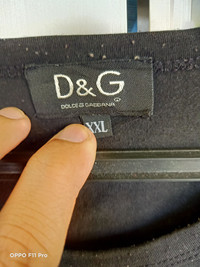 D&G
DOLCE & GABBANA
XXL
OPPO F11 Pro